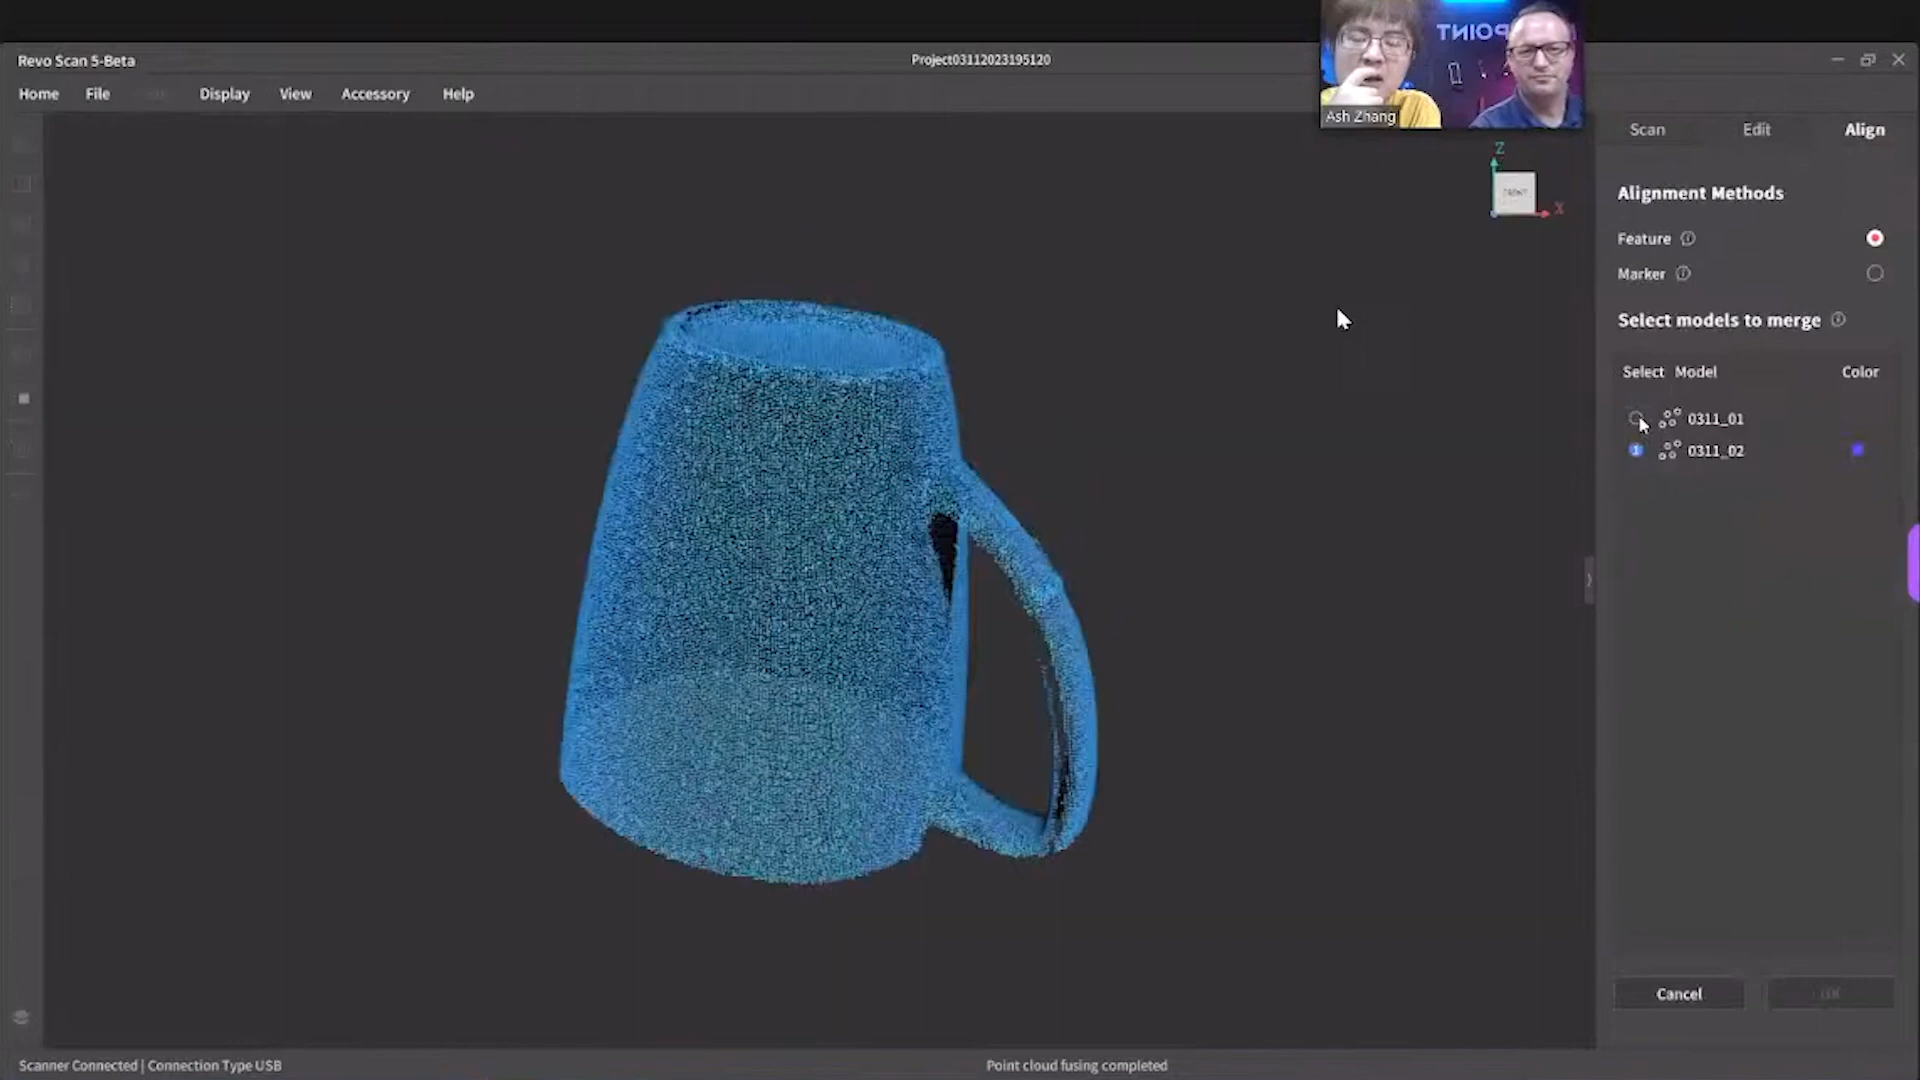 Revo Scan 5-Beta
Project03112023195120
Home File Display View Accessory Help
Ash Zhang
Scan Edit Align
Z
X
Alignment Methods
Feature
Marker
Select models to merge
Select Model Color
0311_01
1 0311_02
Cancel OK
Scanner Connected | Connection Type USB
Point cloud fusing completed